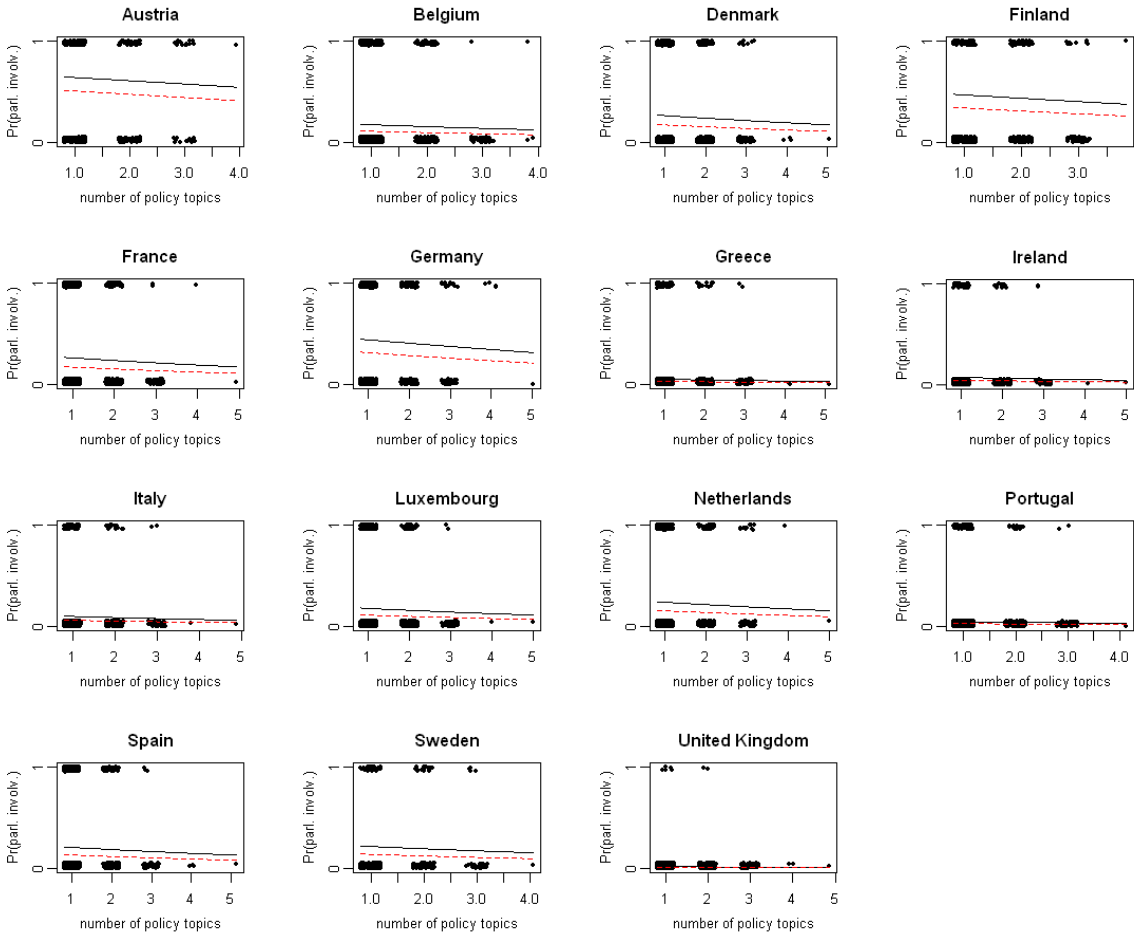 Austria Belgium Denmark Finland
Pr(parl. involv.) Pr(parl. involv.) Pr(parl. involv.) Pr(parl. involv.)
1 1 1 1
0 0 0 0
1.0 2.0 3.0 4.0 1.0 2.0 3.0 4.0 1 2 3 4 5 1.0 2.0 3.0
number of policy topics number of policy topics number of policy topics number of policy topics
France Germany Greece Ireland
Pr(parl. involv.) Pr(parl. involv.) Pr(parl. involv.) Pr(parl. involv.)
1 1 1 1
0 0 0 0
1 2 3 4 5 1 2 3 4 5 1 2 3 4 5 1 2 3 4 5
number of policy topics number of policy topics number of policy topics number of policy topics
Italy Luxembourg Netherlands Portugal
Pr(parl. involv.) Pr(parl. involv.) Pr(parl. involv.) Pr(parl. involv.)
1 1 1 1
0 0 0 0
1 2 3 4 5 1 2 3 4 5 1 2 3 4 5 1.0 2.0 3.0 4.0
number of policy topics number of policy topics number of policy topics number of policy topics
Spain Sweden United Kingdom
Pr(parl. involv.) Pr(parl. involv.) Pr(parl. involv.)
1 1 1
0 0 0
1 2 3 4 5 1.0 2.0 3.0 4.0 1 2 3 4 5
number of policy topics number of policy topics number of policy topics